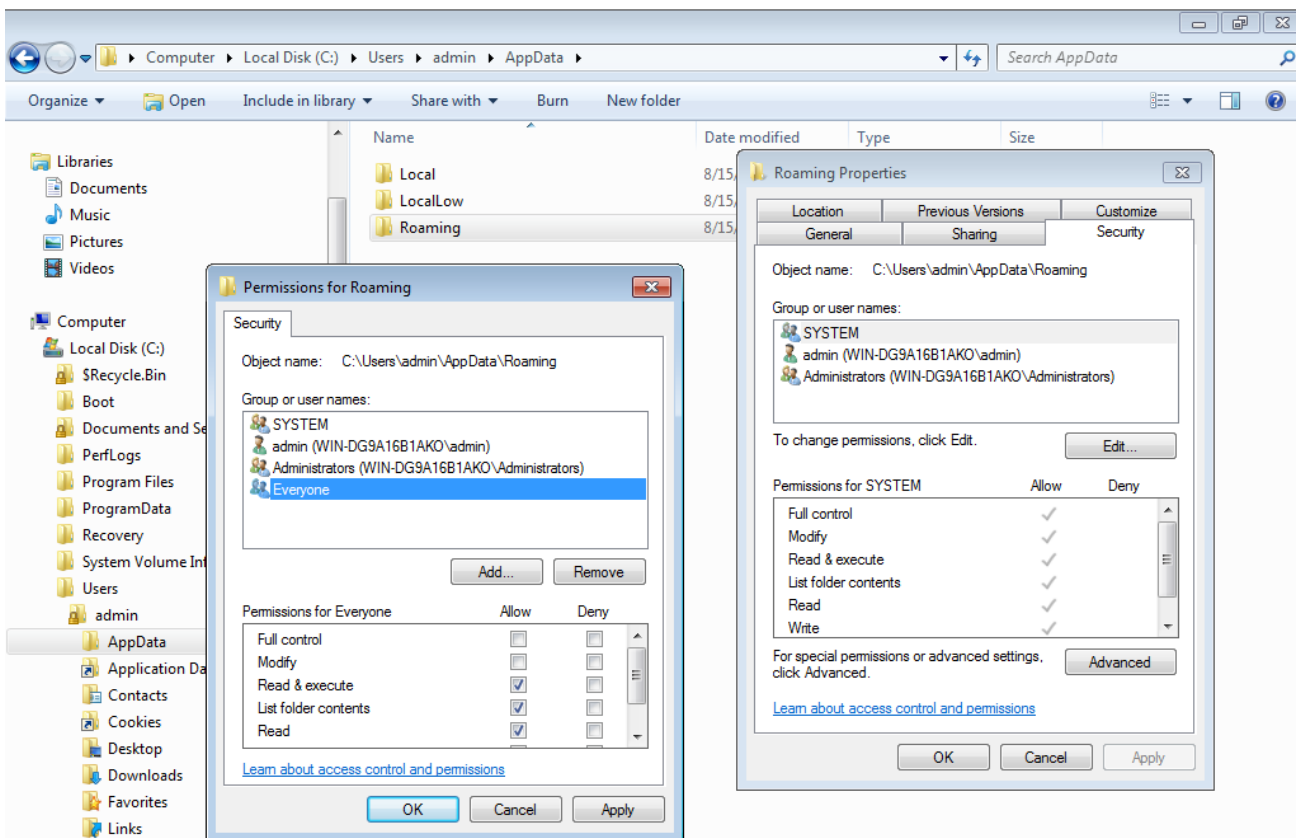 Computer Local Disk (C:) Users admin AppData
Search AppData
Organize Open Include in library Share with Burn New folder
Libraries
Documents
Music
Pictures
Videos
Computer
Local Disk (C:)
$Recycle.Bin
Boot
Documents and Se
PerfLogs
Program Files
ProgramData
Recovery
System Volume Inf
Users
admin
AppData
Application Da
Contacts
Cookies
Desktop
Downloads
Favorites
Links
Name Date modified Type Size
Local 8/15/
LocalLow 8/15/
Roaming 8/15/
Permissions for Roaming
Security
Object name: C:\Users\admin\AppData\Roaming
Group or user names:
SYSTEM
admin (WIN-DG9A16B1AKO\admin)
Administrators (WIN-DG9A16B1AKO\Administrators)
Everyone
Add... Remove
Permissions for Everyone Allow Deny
Full control
Modify
Read & execute
List folder contents
Read
Learn about access control and permissions
OK Cancel Apply
Roaming Properties
Location Previous Versions Customize
General Sharing Security
Object name: C:\Users\admin\AppData\Roaming
Group or user names:
SYSTEM
admin (WIN-DG9A16B1AKO\admin)
Administrators (WIN-DG9A16B1AKO\Administrators)
To change permissions, click Edit.
Edit...
Permissions for SYSTEM Allow Deny
Full control
Modify
Read & execute
List folder contents
Read
Write
For special permissions or advanced settings,
click Advanced.
Advanced
Learn about access control and permissions
OK Cancel Apply